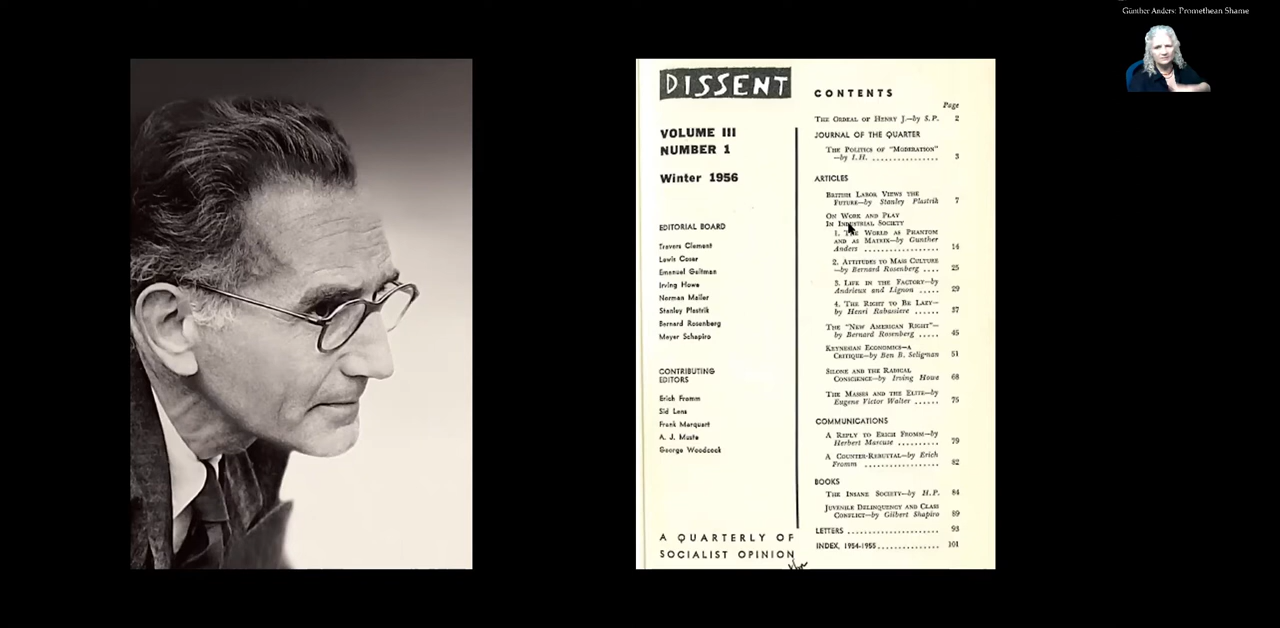 Günther Anders: Promethean Shame
DISSENT
VOLUME III
NUMBER 1
Winter 1956
EDITORIAL BOARD
Travers Clement
Lewis Coser
Emanuel Geltman
Irving Howe
Norman Mailer
Stanley Plastrik
Bernard Rosenberg
Meyer Schapiro
CONTRIBUTING
EDITORS
Erich Fromm
Sid Lens
Frank Marquart
A. J. Muste
George Woodcock
A QUARTERLY OF
SOCIALIST OPINION
CONTENTS
Page
The Ordeal of Henry J.—by S.P. 2
JOURNAL OF THE QUARTER
The Politics of "Moderation"
—by I.H. ................ 3
ARTICLES
British Labor Views the
Future—by Stanley Plastrik 7
On Work and Play
In Industrial Society
1. The World as Phantom
and as Matrix—by Gunther
Anders .................. 14
2. Attitudes to Mass Culture
—by Bernard Rosenberg .... 25
3. Life in the Factory—by
Andrieux and Lignon ..... 29
4. The Right to Be Lazy—
by Henri Rabassiere ...... 37
The "New American Right"—
by Bernard Rosenberg ..... 45
Keynesian Economics—A
Critique—by Ben B. Seligman 51
Silone and the Radical
Conscience—by Irving Howe 68
The Masses and the Elite—by
Eugene Victor Walter ...... 75
COMMUNICATIONS
A Reply to Erich Fromm—by
Herbert Marcuse .......... 79
A Counter-Rebuttal—by Erich
Fromm .................. 82
BOOKS
The Insane Society—by H.P. 84
Juvenile Delinquency and Class
Conflict—by Gilbert Shapiro 89
LETTERS ..................... 93
INDEX, 1954-1955.............. 101